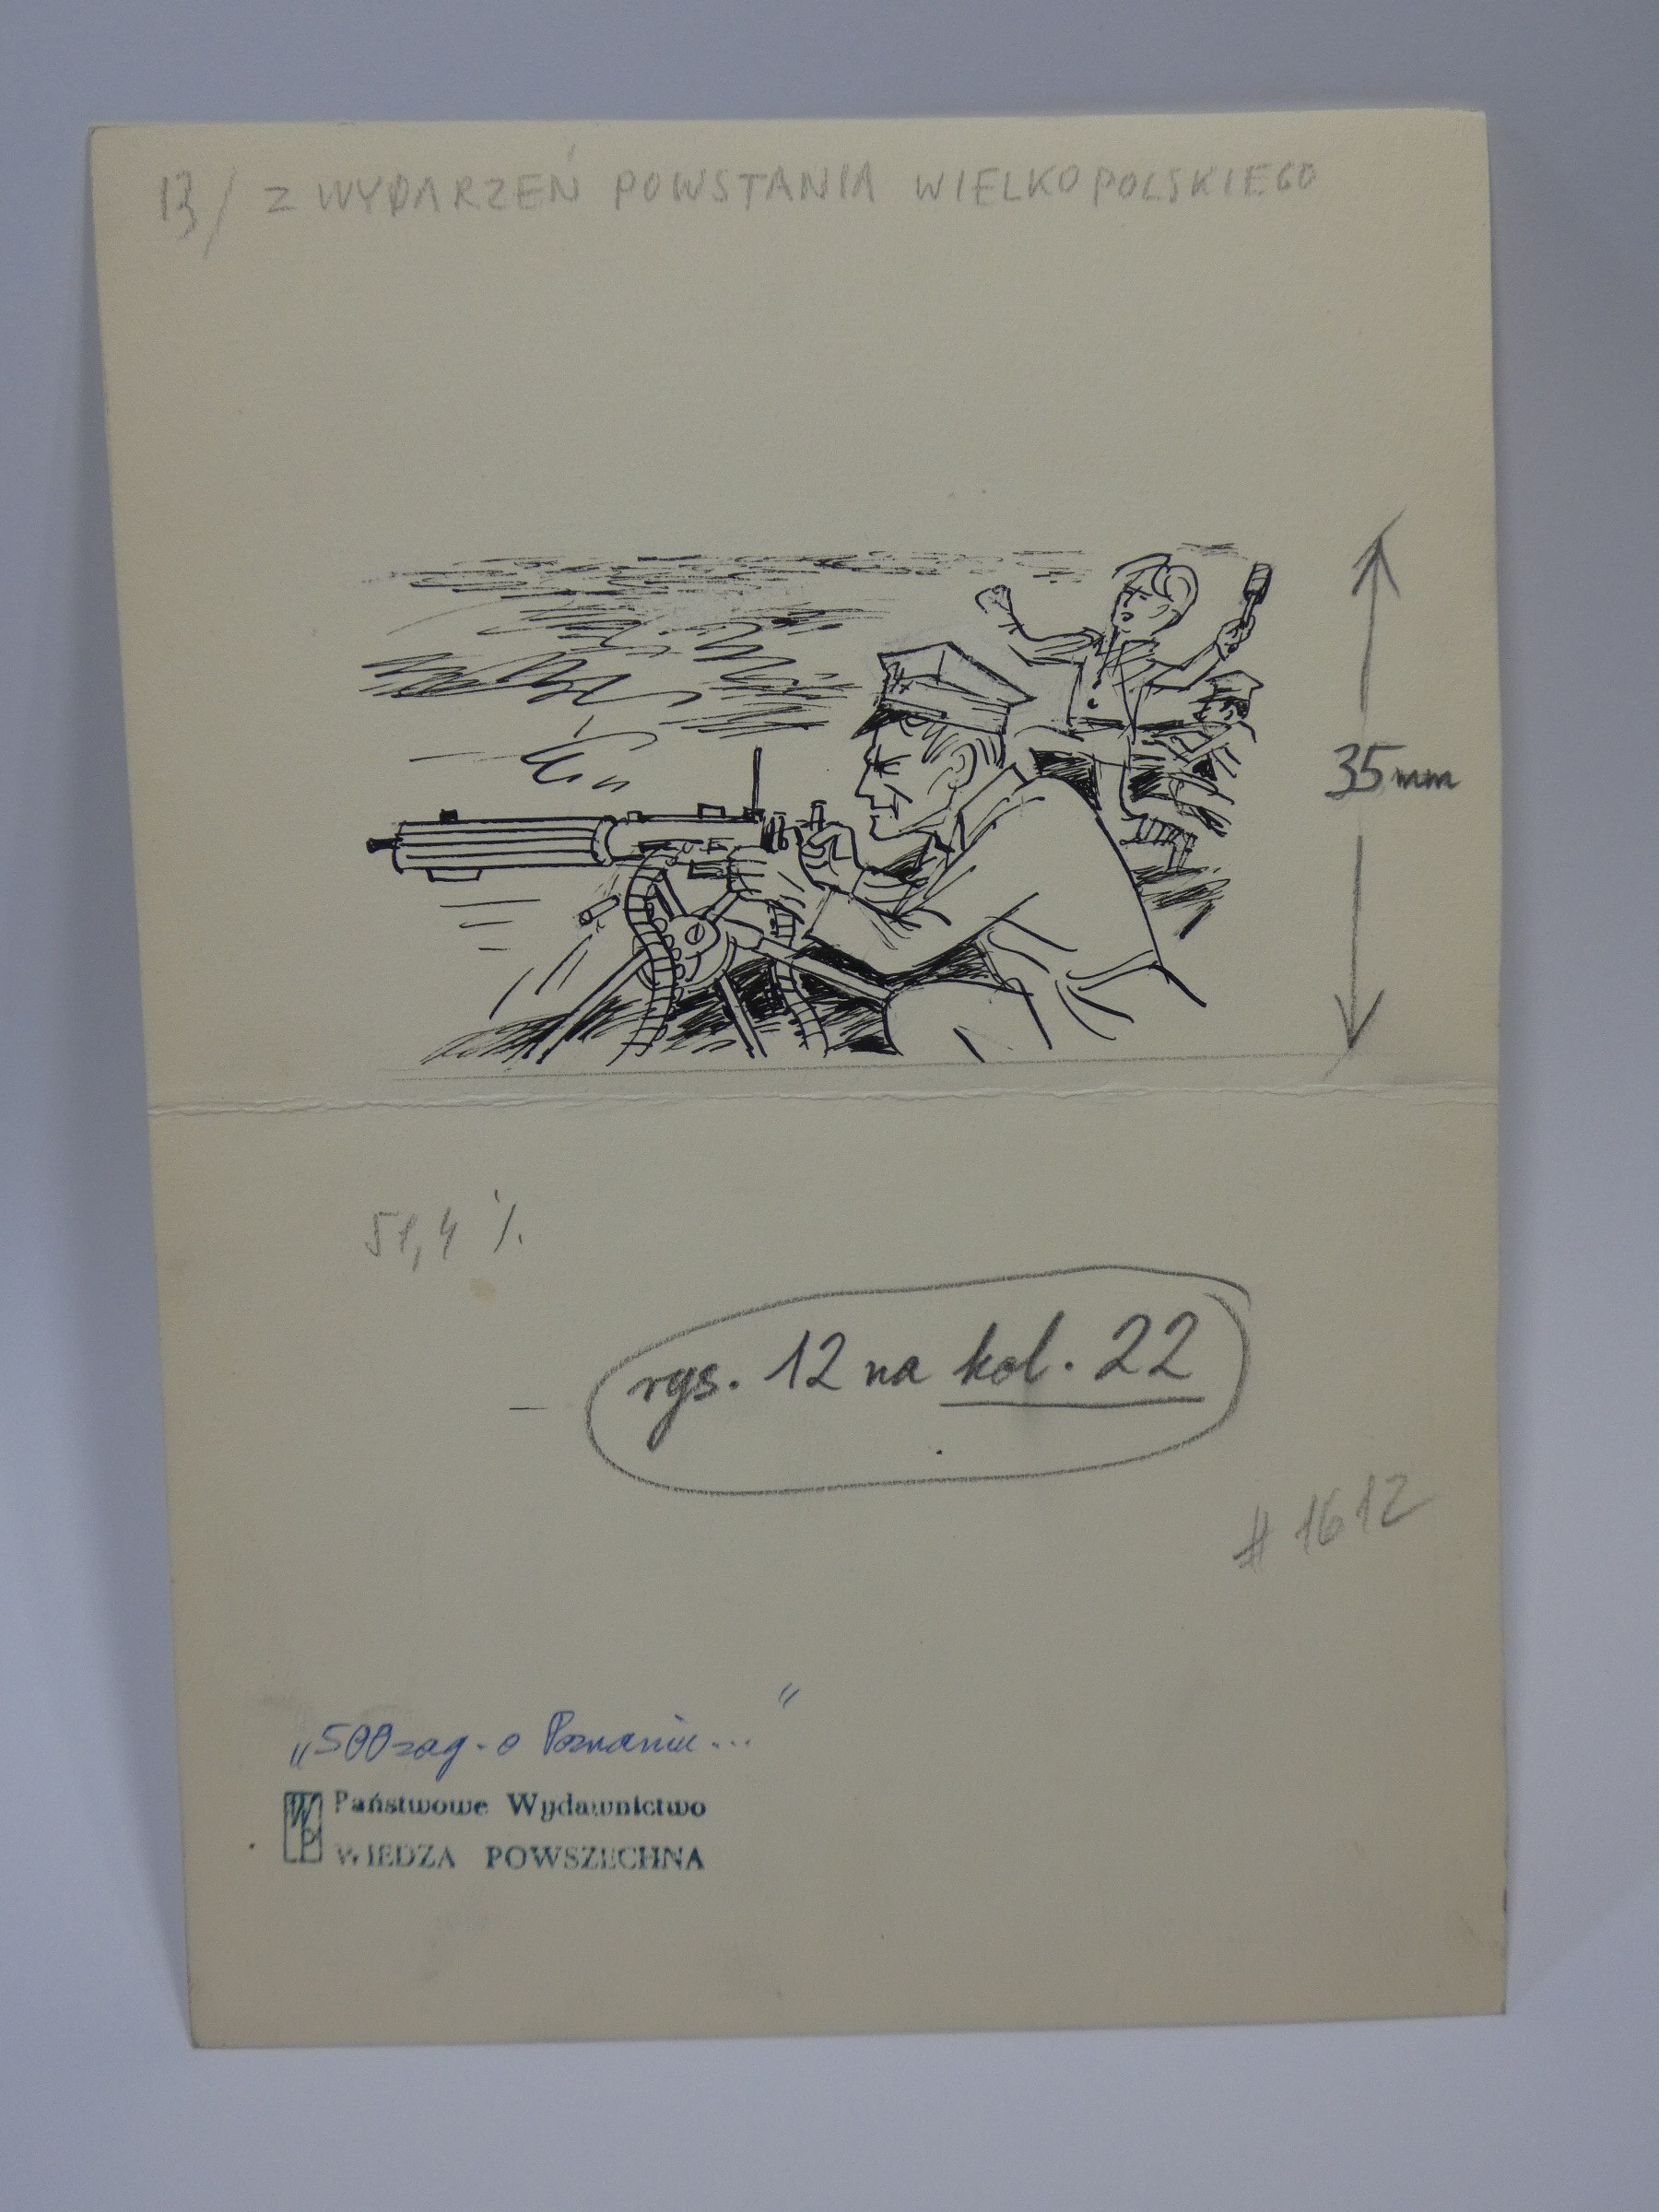 13/ Z WYDARZEŃ POWSTANIA WIELKOPOLSKIEGO
35 mm
51,4 %
rys. 12 na kol. 22
# 1612
„500 zag. o Poznaniu..."
WP Państwowe Wydawnictwo
WIEDZA POWSZECHNA